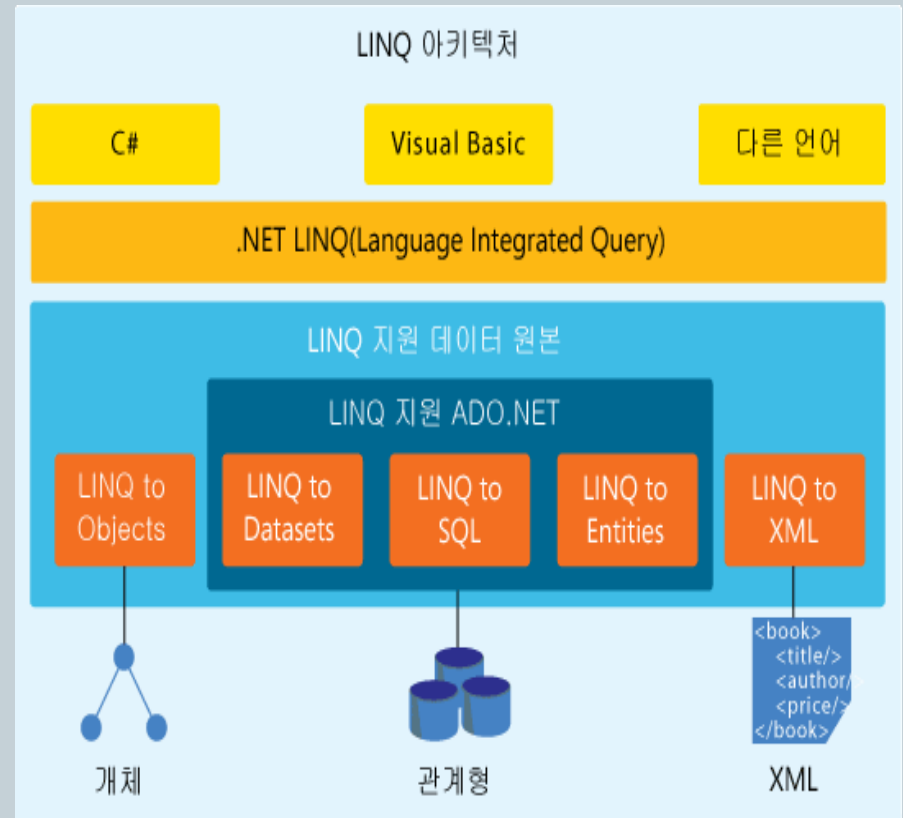 LINQ 아키텍처
C#
Visual Basic
다른 언어
.NET LINQ(Language Integrated Query)
LINQ 지원 데이터 원본
LINQ 지원 ADO.NET
LINQ to
Objects
LINQ to
Datasets
LINQ to
SQL
LINQ to
Entities
LINQ to
XML
<book>
<title/>
<author/>
<price/>
</book>
개체
관계형
XML